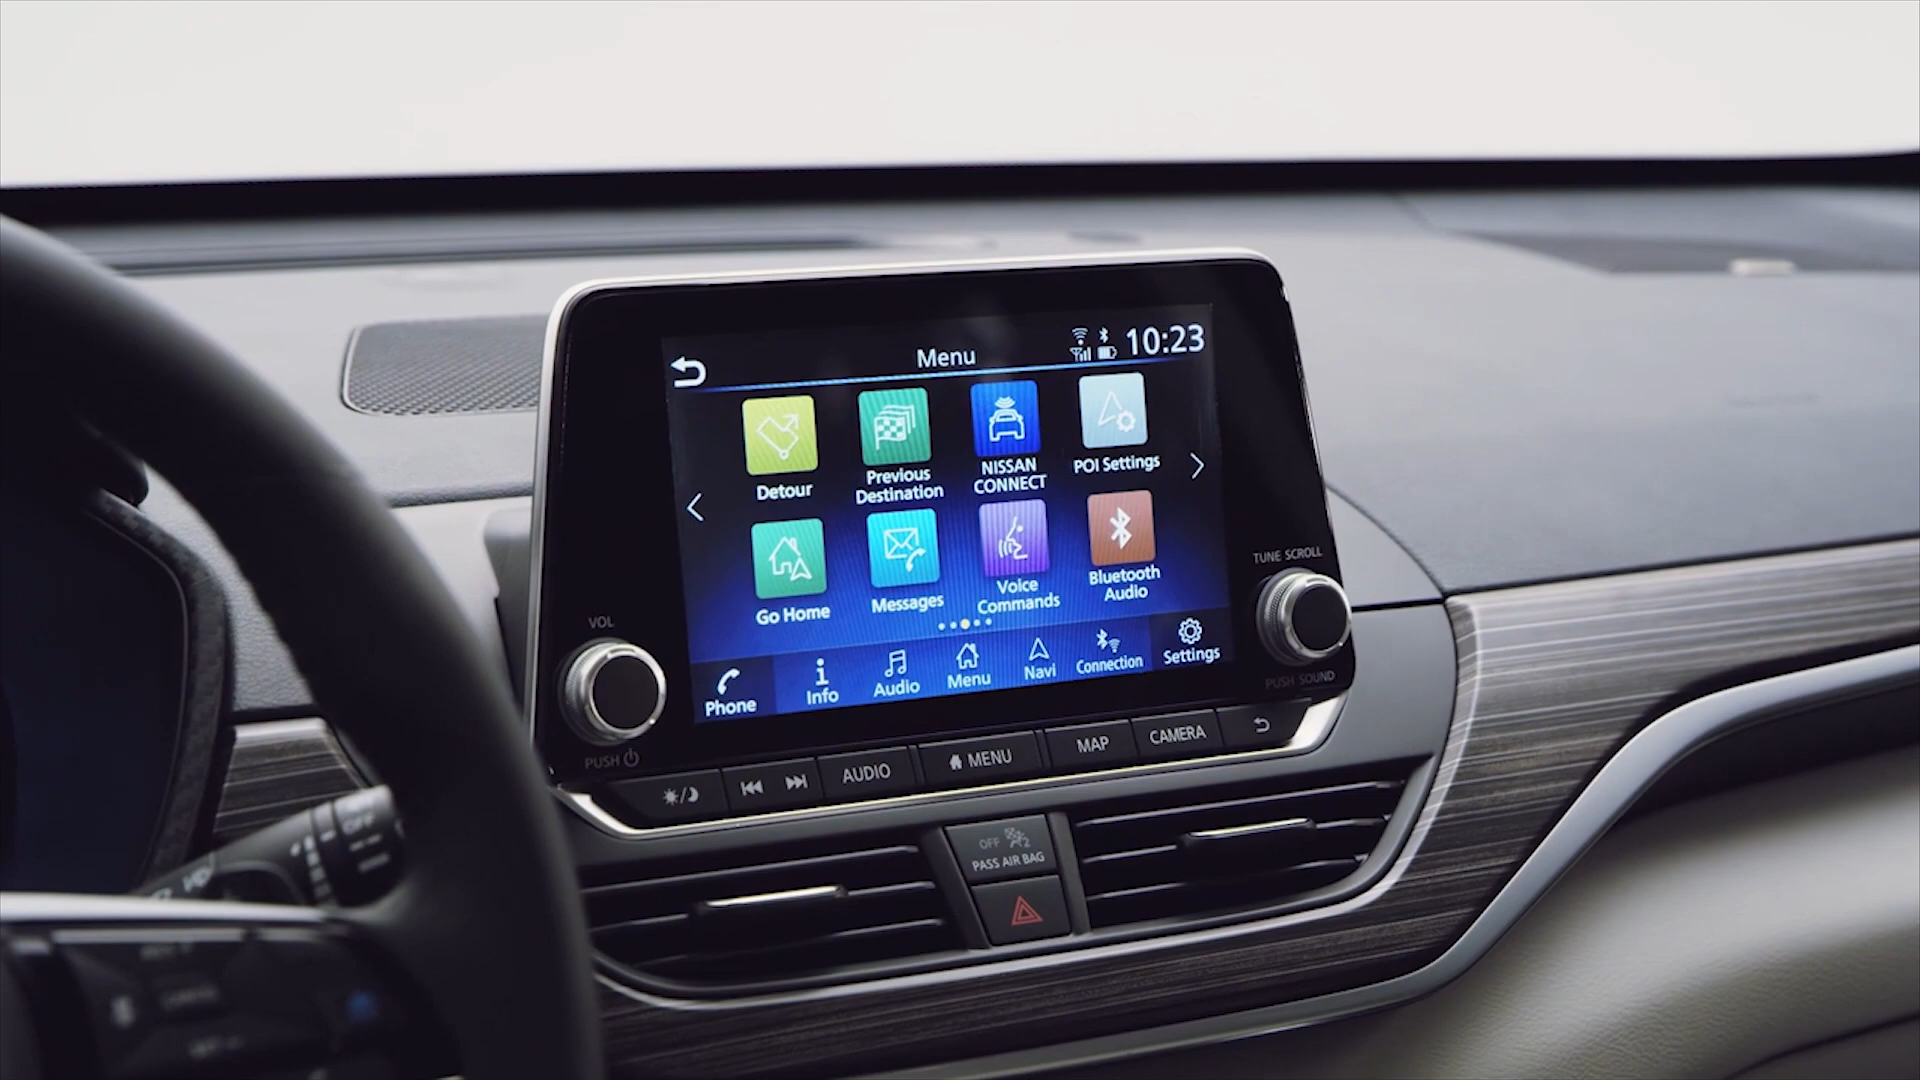 Menu
10:23
Detour
Previous
Destination
NISSAN
CONNECT
POI Settings
Go Home
Messages
Voice
Commands
Bluetooth
Audio
Phone
Info
Audio
Menu
Navi
Connection
Settings
VOL
PUSH
TUNE SCROLL
PUSH SOUND
AUDIO
MENU
MAP
CAMERA
OFF
2
PASS AIR BAG
OFF